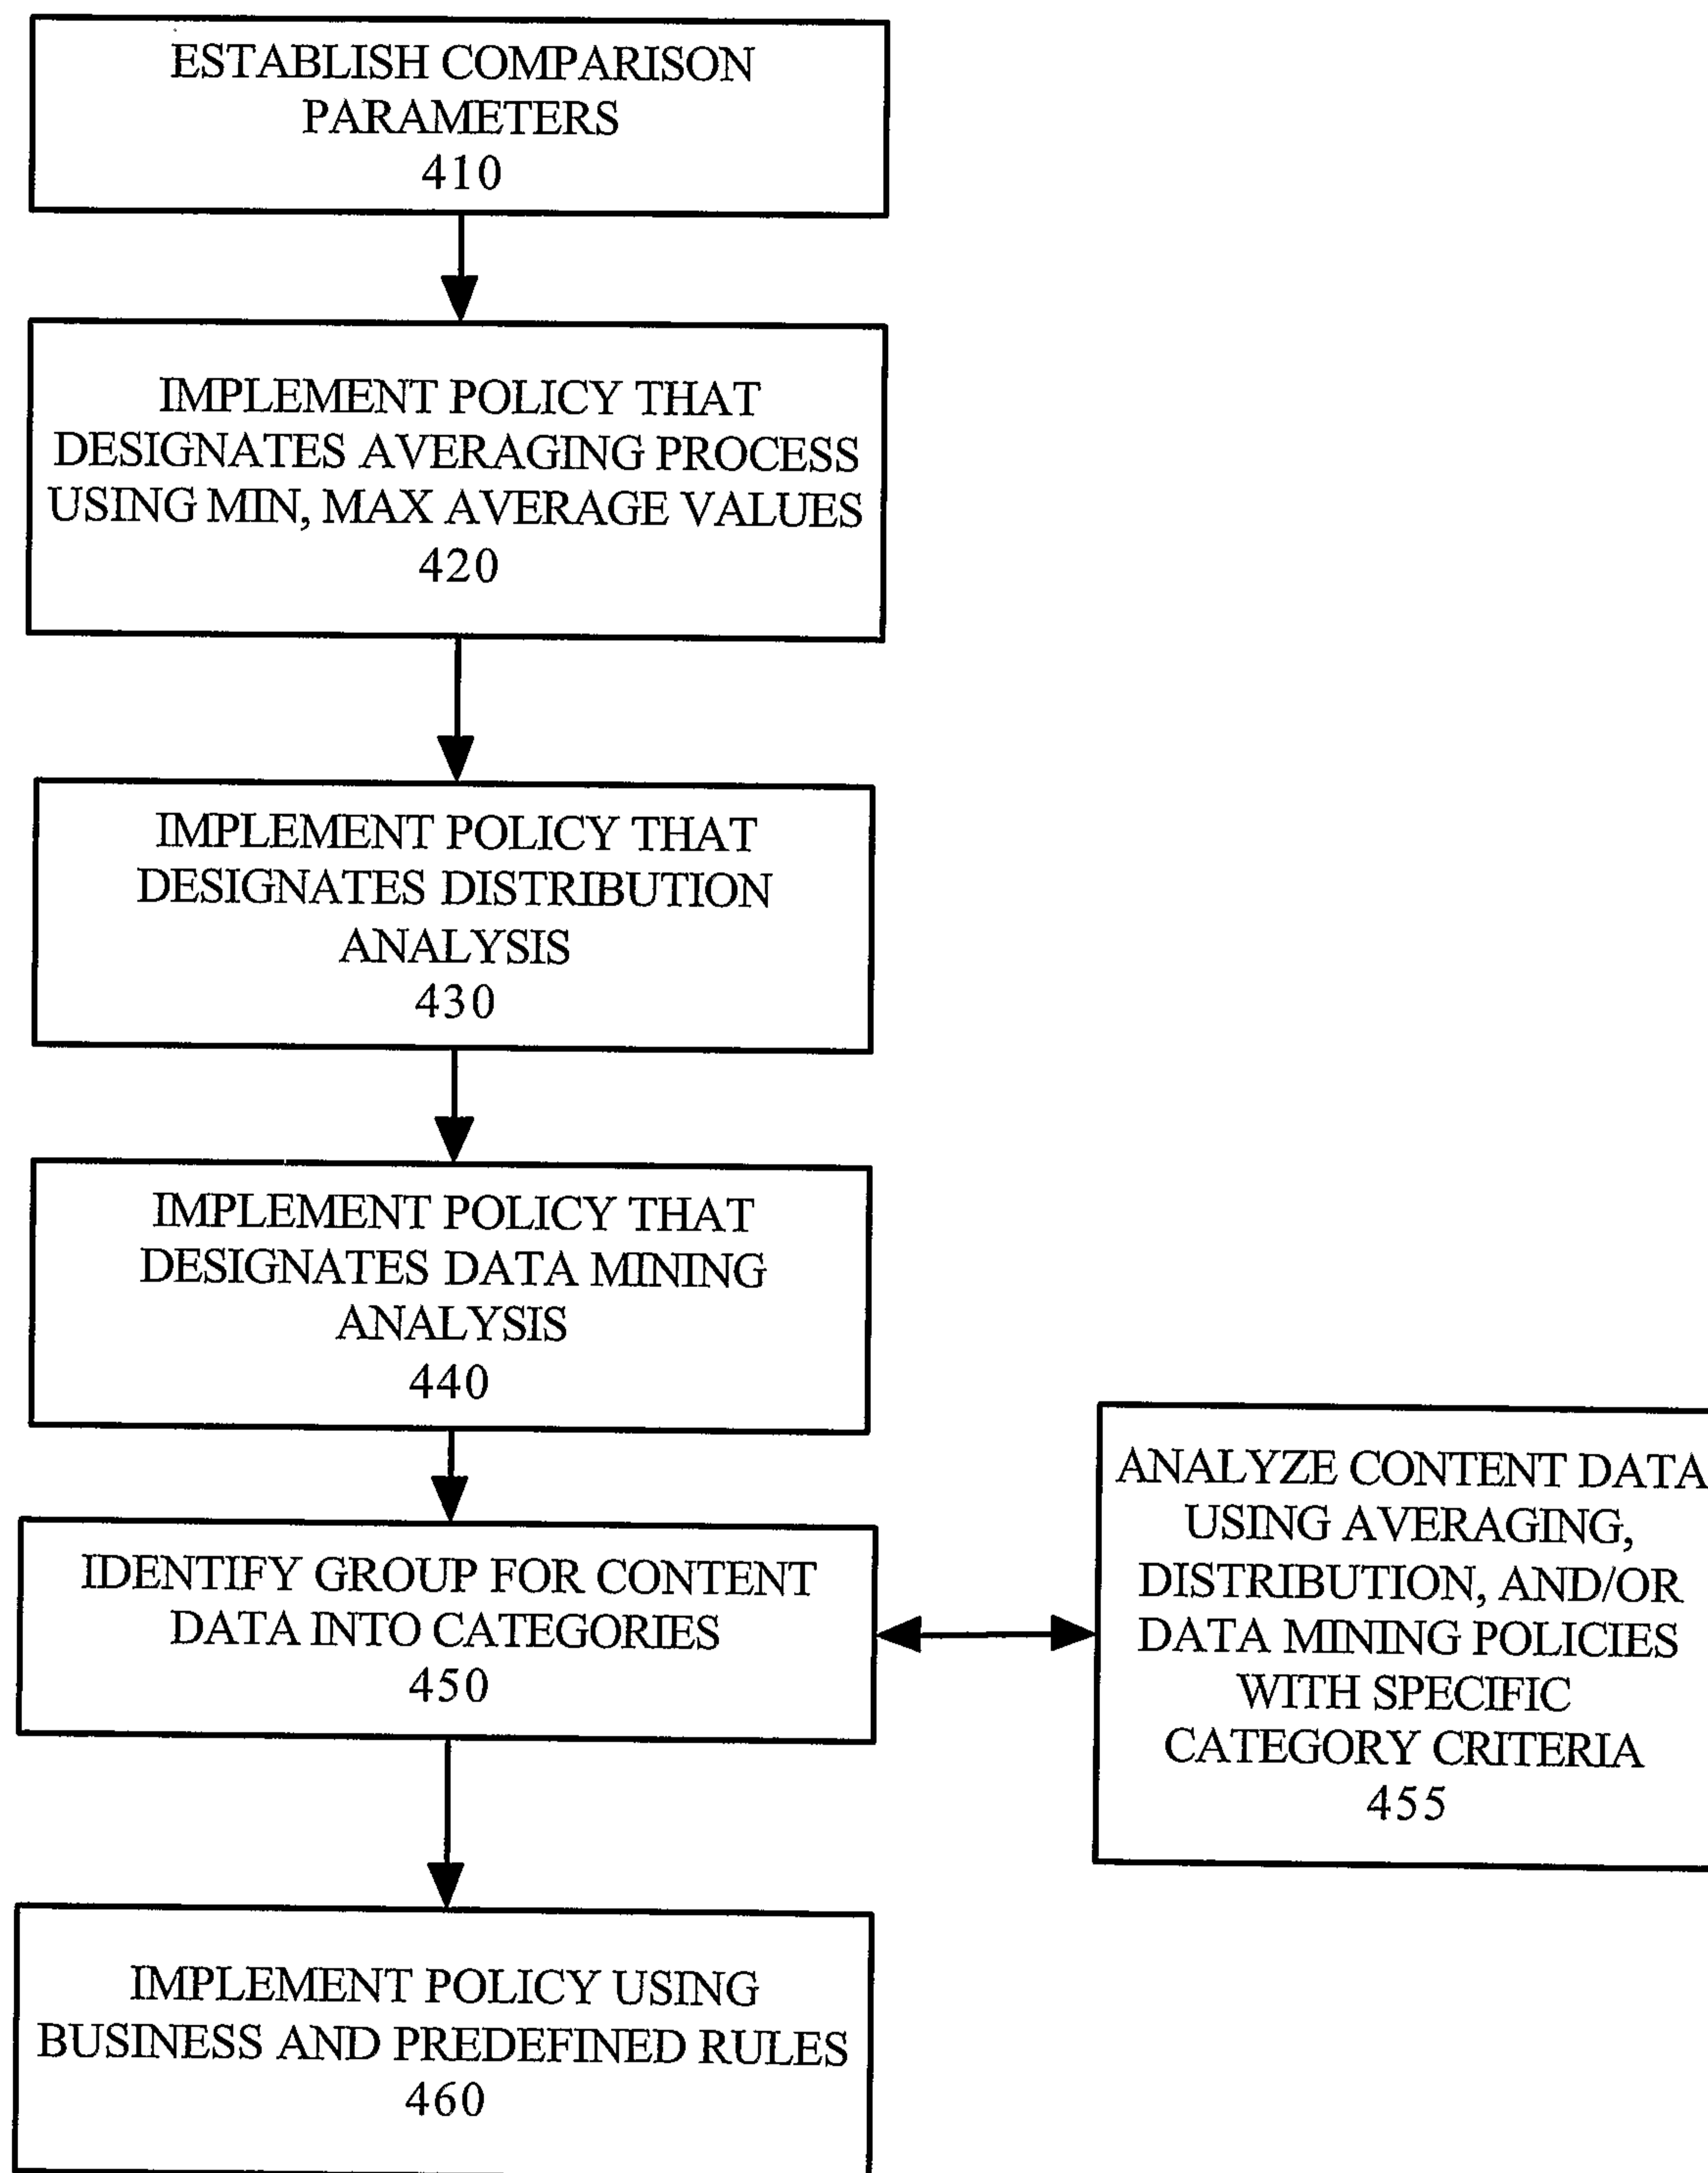 ESTABLISH COMPARISON
PARAMETERS
410
IMPLEMENT POLICY THAT
DESIGNATES AVERAGING PROCESS
USING MIN, MAX AVERAGE VALUES
420
IMPLEMENT POLICY THAT
DESIGNATES DISTRIBUTION
ANALYSIS
430
IMPLEMENT POLICY THAT
DESIGNATES DATA MINING
ANALYSIS
440
IDENTIFY GROUP FOR CONTENT
DATA INTO CATEGORIES
450
ANALYZE CONTENT DATA
USING AVERAGING,
DISTRIBUTION, AND/OR
DATA MINING POLICIES
WITH SPECIFIC
CATEGORY CRITERIA
455
IMPLEMENT POLICY USING
BUSINESS AND PREDEFINED RULES
460